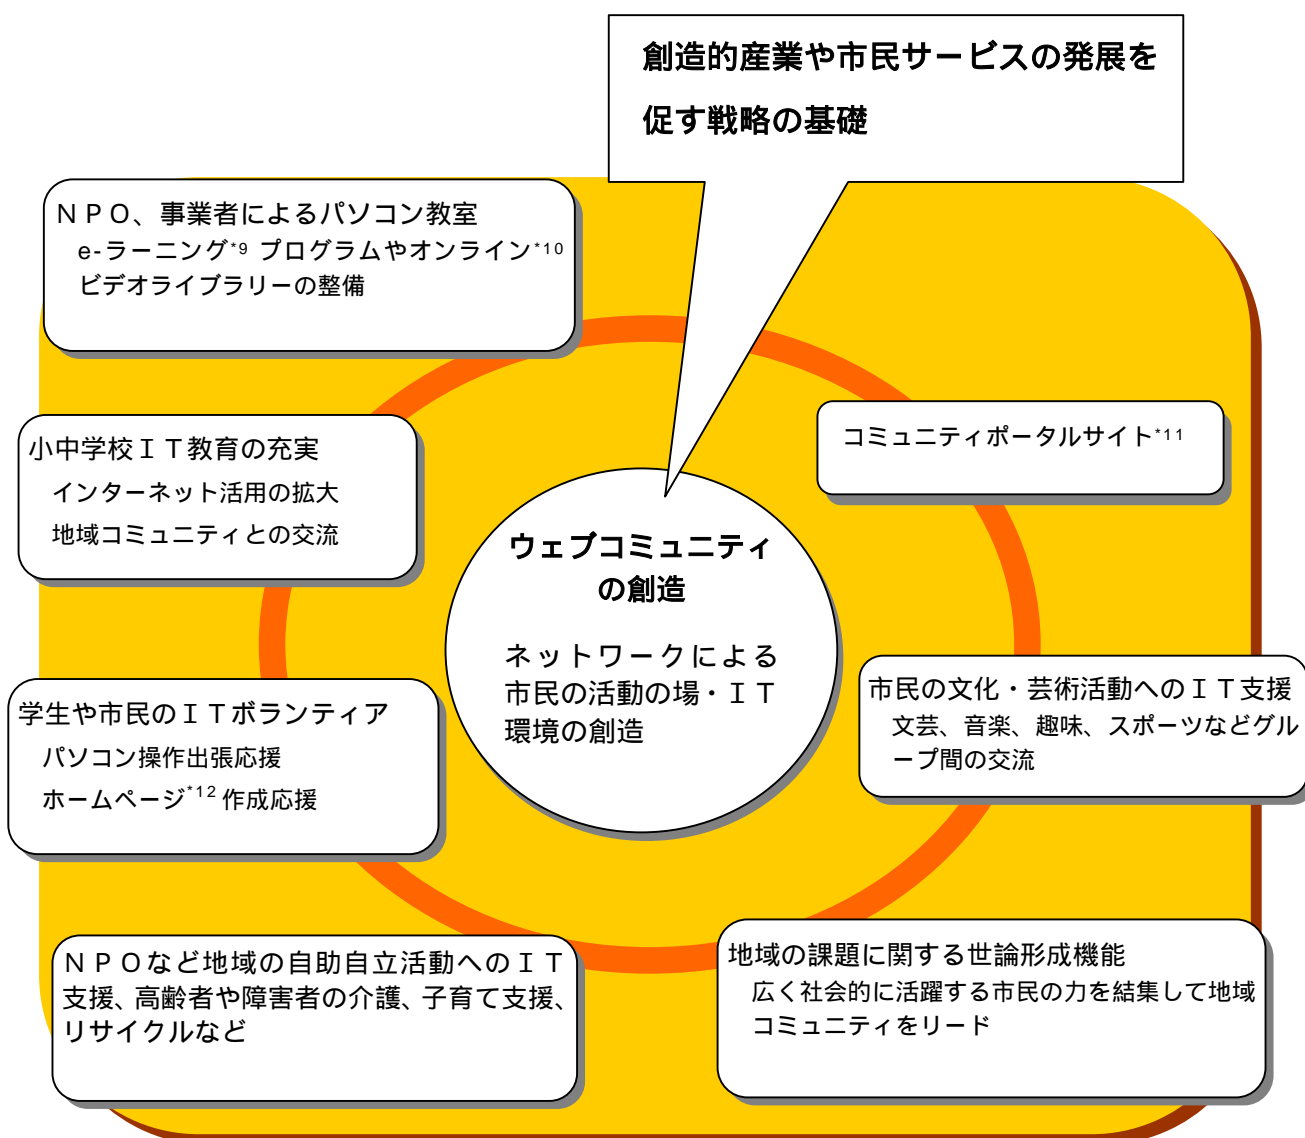 創造的産業や市民サービスの発展を
促す戦略の基礎
ＮＰＯ、事業者によるパソコン教室
e-ラーニング*9 プログラムやオンライン*10
ビデオライブラリーの整備
小中学校ＩＴ教育の充実
インターネット活用の拡大
地域コミュニティとの交流
コミュニティポータルサイト*11
ウェブコミュニティ
の創造
ネットワークによる
市民の活動の場・ＩＴ
環境の創造
学生や市民のＩＴボランティア
パソコン操作出張応援
ホームページ*12 作成応援
市民の文化・芸術活動へのＩＴ支援
文芸、音楽、趣味、スポーツなどグル
ープ間の交流
ＮＰＯなど地域の自助自立活動へのＩＴ
支援、高齢者や障害者の介護、子育て支援、
リサイクルなど
地域の課題に関する世論形成機能
広く社会的に活躍する市民の力を結集して地域
コミュニティをリード